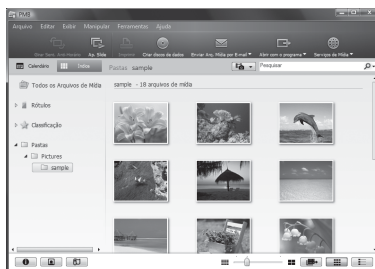 PMB
Arquivo Editar Exibir Manipular Ferramentas Ajuda
Ap. Slide Imprimir Criar discos de dados Enviar Arq. Mídia por E-mail Abrir com o programa Serviços de Mídia
Calendário Índice Pastas sample Pesquisar
Todos os Arquivos de Mídia
sample - 18 arquivos de mídia
Rótulos
Classificação
Pastas
Pictures
sample